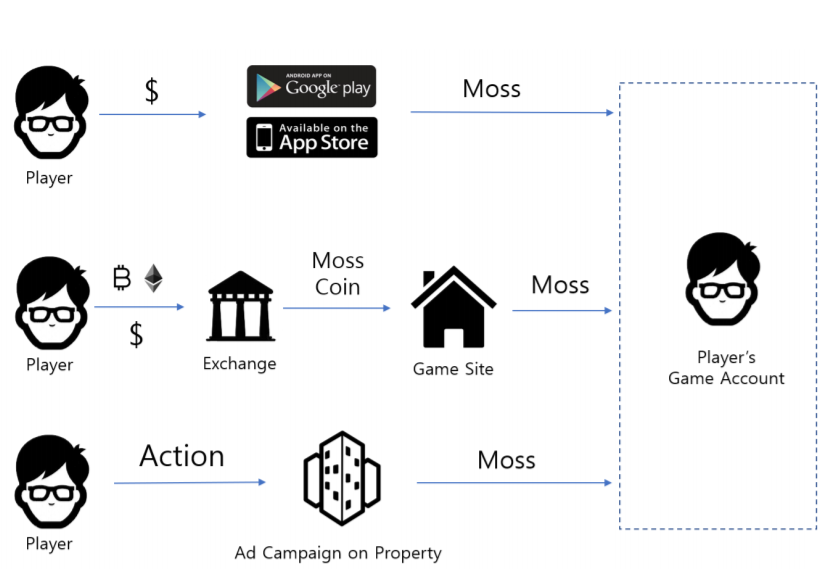 $
ANDROID APP ON
Google play
Moss
Available on the
App Store
Player
$
Moss
Coin
Moss
Exchange
Game Site
Player
Player's
Game Account
Action
Moss
Player
Ad Campaign on Property